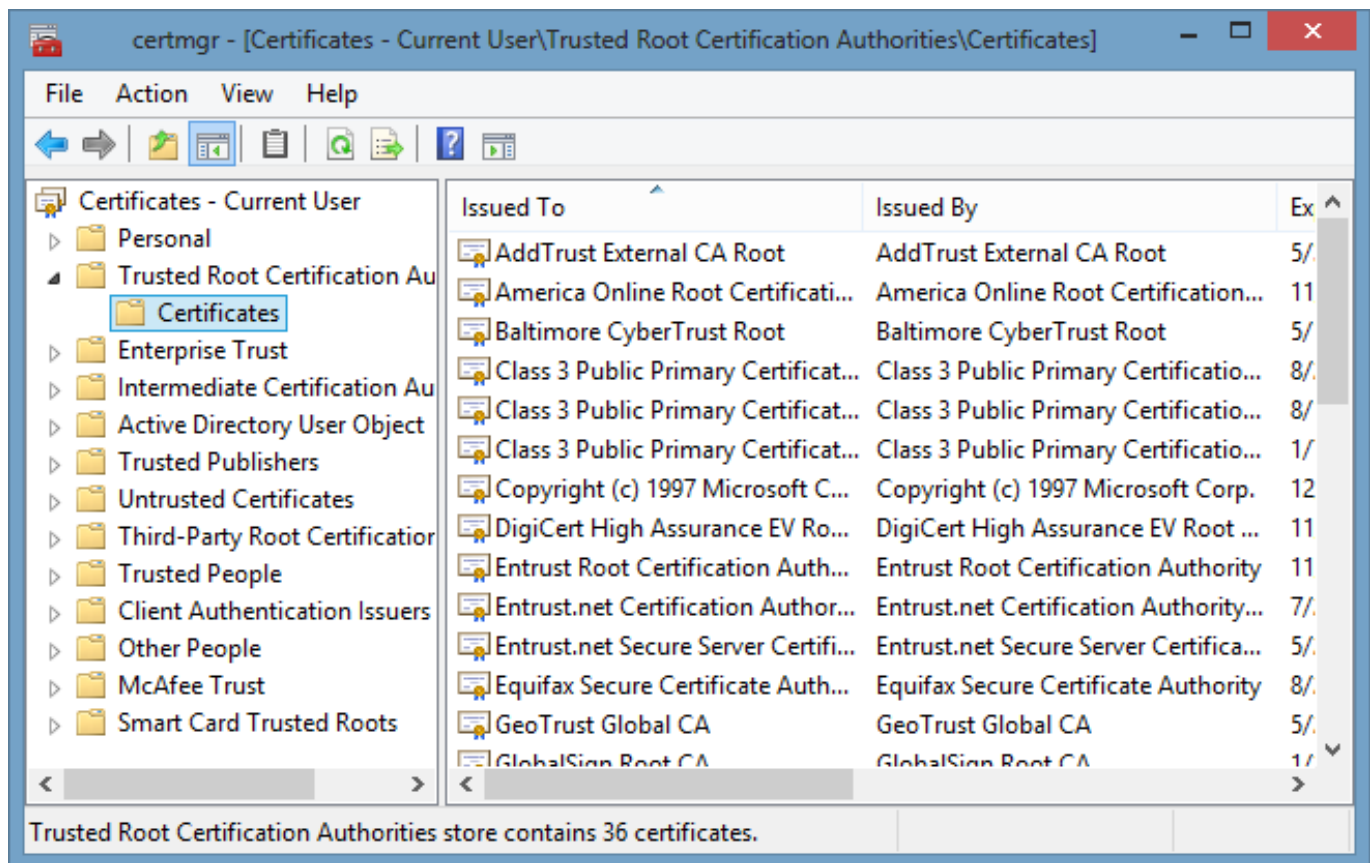 certmgr - [Certificates - Current User\Trusted Root Certification Authorities\Certificates]
File Action View Help
Certificates - Current User
Personal
Trusted Root Certification Au
Certificates
Enterprise Trust
Intermediate Certification Au
Active Directory User Object
Trusted Publishers
Untrusted Certificates
Third-Party Root Certification
Trusted People
Client Authentication Issuers
Other People
McAfee Trust
Smart Card Trusted Roots
Issued To Issued By Ex
AddTrust External CA Root AddTrust External CA Root 5/
America Online Root Certificati... America Online Root Certification... 11
Baltimore CyberTrust Root Baltimore CyberTrust Root 5/
Class 3 Public Primary Certificat... Class 3 Public Primary Certificatio... 8/
Class 3 Public Primary Certificat... Class 3 Public Primary Certificatio... 8/
Class 3 Public Primary Certificat... Class 3 Public Primary Certificatio... 1/
Copyright (c) 1997 Microsoft C... Copyright (c) 1997 Microsoft Corp. 12
DigiCert High Assurance EV Ro... DigiCert High Assurance EV Root ... 11
Entrust Root Certification Auth... Entrust Root Certification Authority 11
Entrust.net Certification Author... Entrust.net Certification Authority... 7/
Entrust.net Secure Server Certifi... Entrust.net Secure Server Certifica... 5/
Equifax Secure Certificate Auth... Equifax Secure Certificate Authority 8/
GeoTrust Global CA GeoTrust Global CA 5/
GlobalSign Root CA GlobalSign Root CA 1/
Trusted Root Certification Authorities store contains 36 certificates.